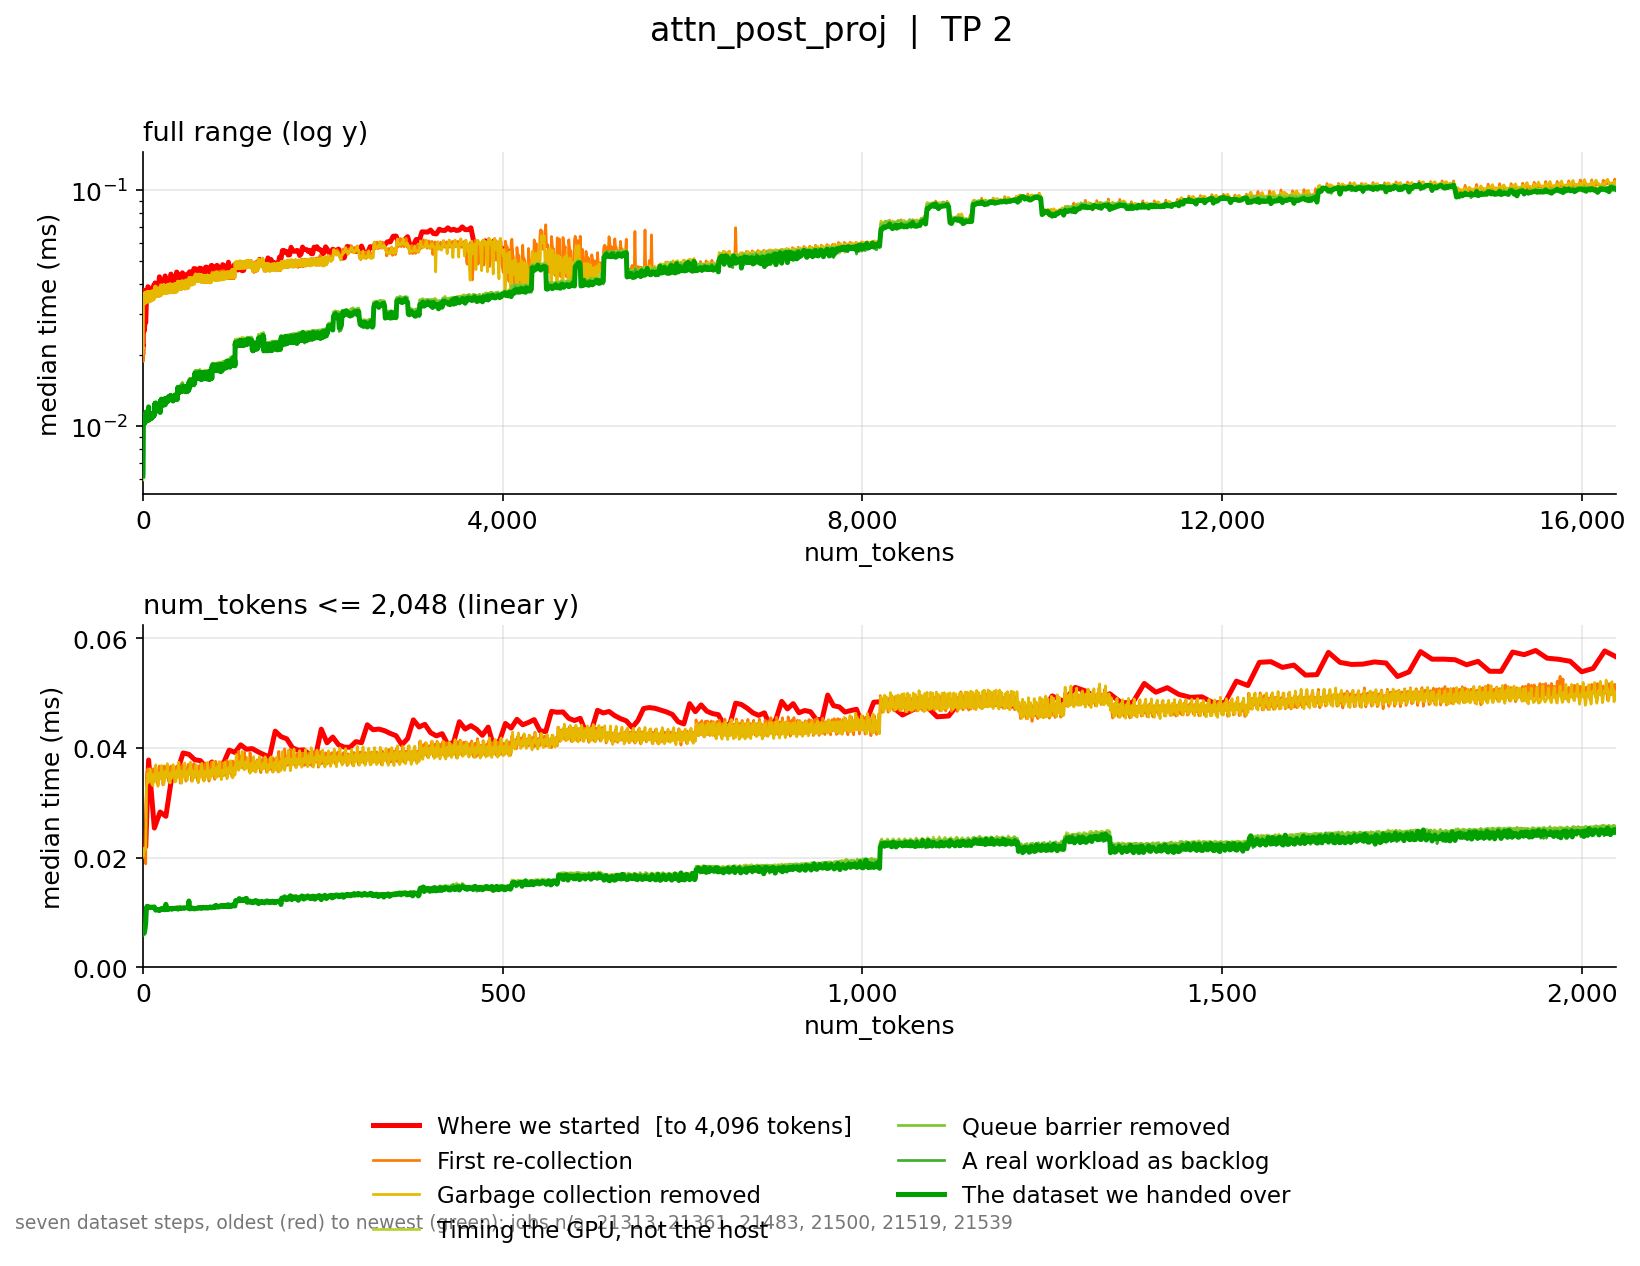 attn_post_proj | TP 2
full range (log y)
10⁻¹
10⁻²
median time (ms)
0 4,000 8,000 12,000 16,000
num_tokens
num_tokens <= 2,048 (linear y)
0.06
0.04
0.02
0.00
median time (ms)
0 500 1,000 1,500 2,000
num_tokens
Where we started [to 4,096 tokens]
First re-collection
Garbage collection removed
Timing the GPU, not the host
Queue barrier removed
A real workload as backlog
The dataset we handed over
seven dataset steps, oldest (red) to newest (green); jobs n/a, 21313, 21361, 21483, 21500, 21519, 21539